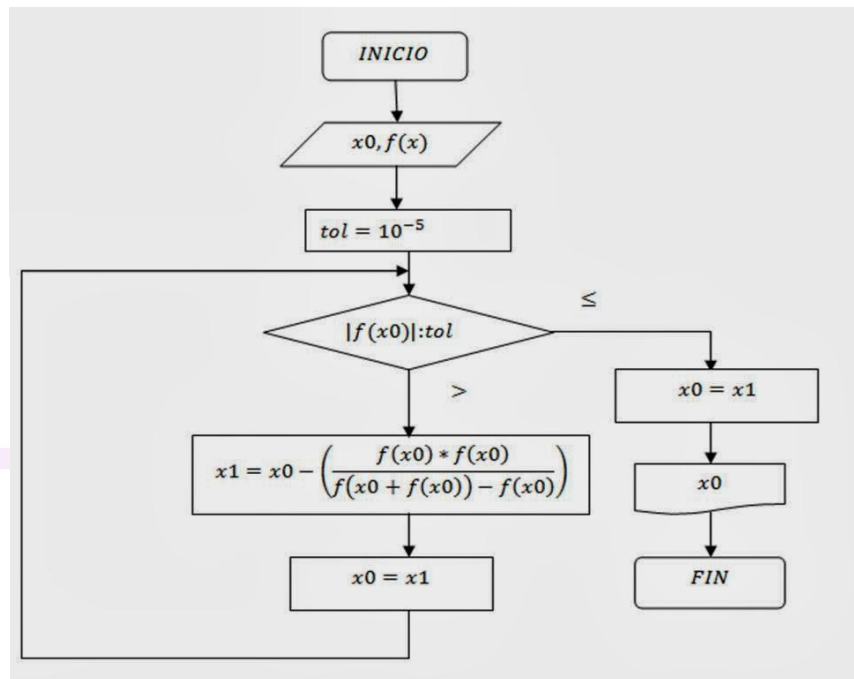 INICIO
x0, f(x)
tol = 10⁻⁵
|f(x0)|:tol
≤
>
x0 = x1
x1 = x0 − (f(x0) * f(x0) / f(x0 + f(x0)) − f(x0))
x0
x0 = x1
FIN